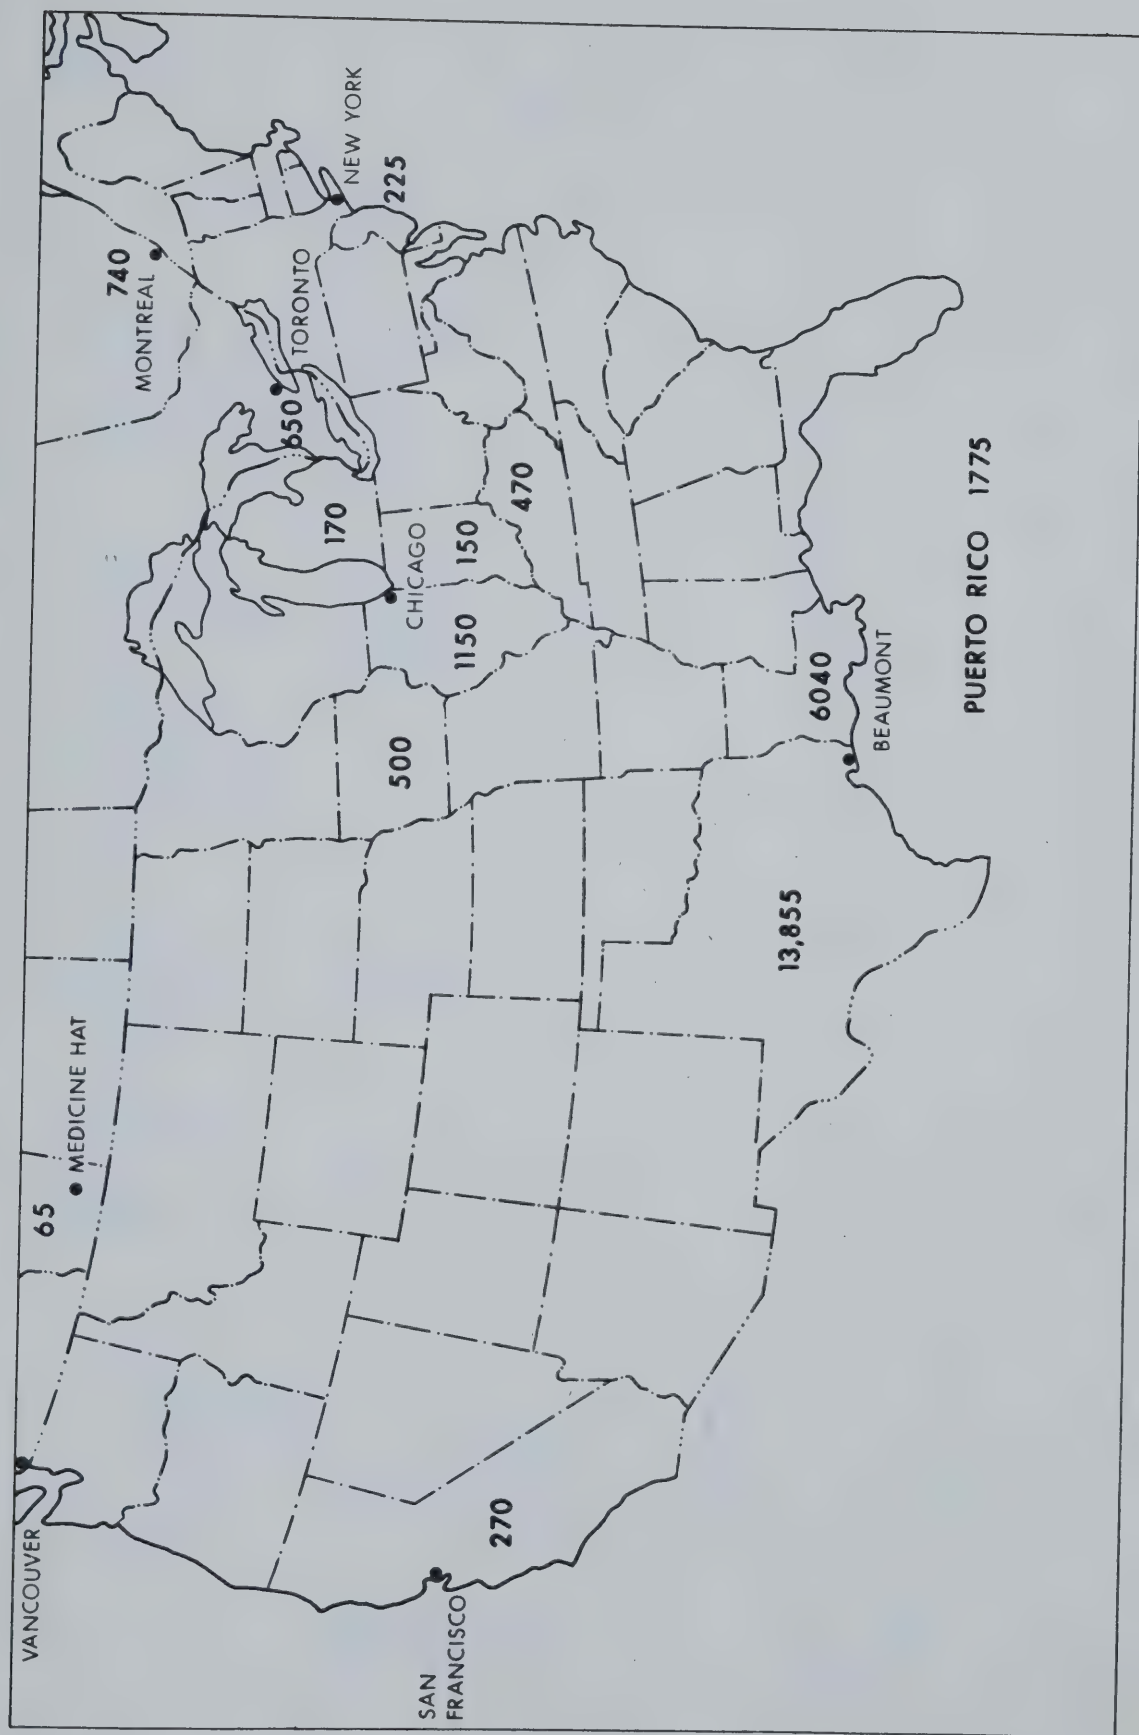 VANCOUVER
65
MEDICINE HAT
740
MONTREAL
650
TORONTO
NEW YORK
225
170
CHICAGO
150
470
1150
500
SAN
FRANCISCO
270
13,855
6040
BEAUMONT
PUERTO RICO 1775